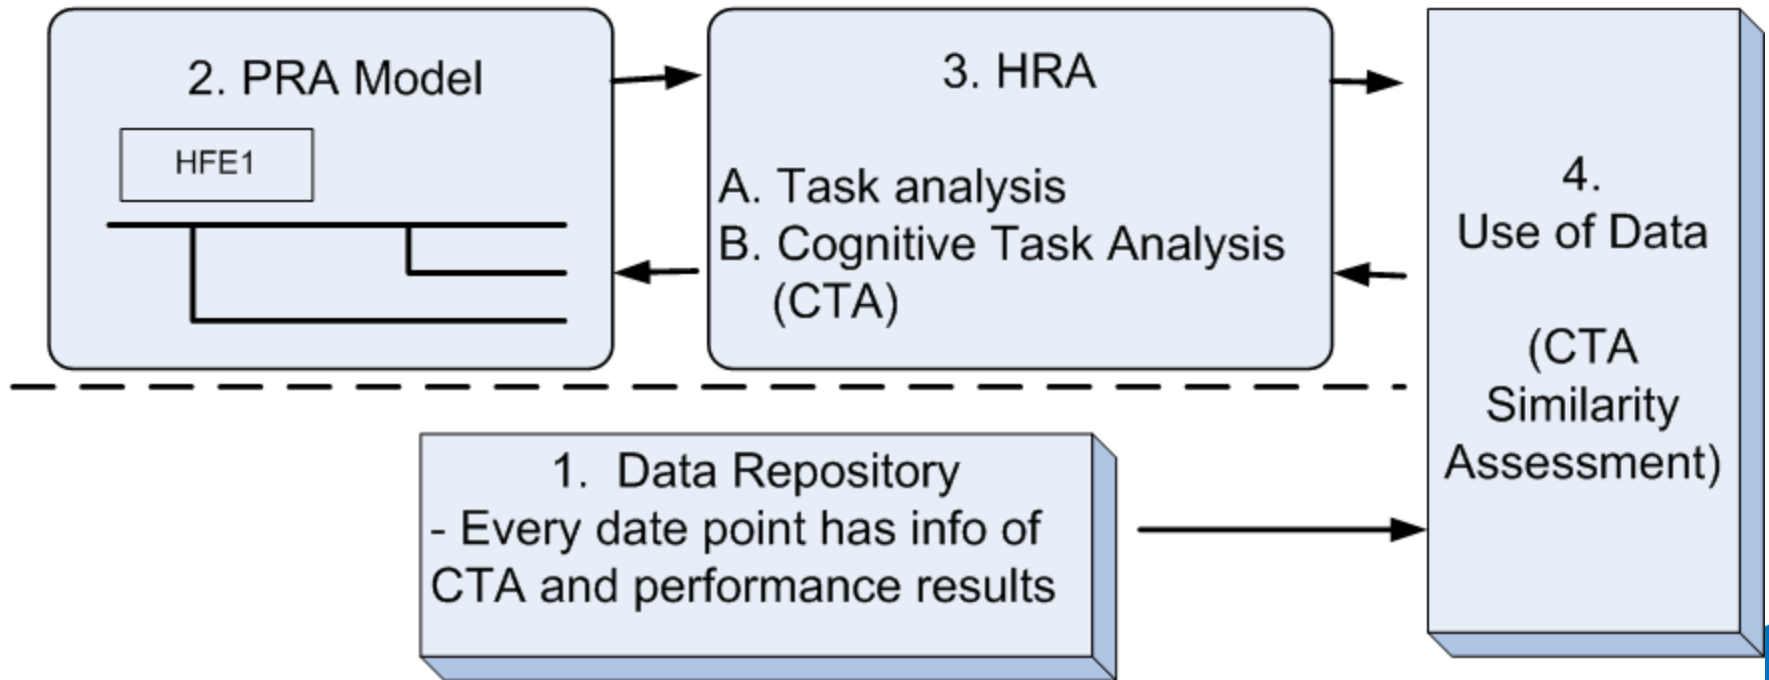 2. PRA Model
HFE1
3. HRA
A. Task analysis
B. Cognitive Task Analysis
(CTA)
4.
Use of Data
(CTA
Similarity
Assessment)
1. Data Repository
- Every date point has info of
CTA and performance results